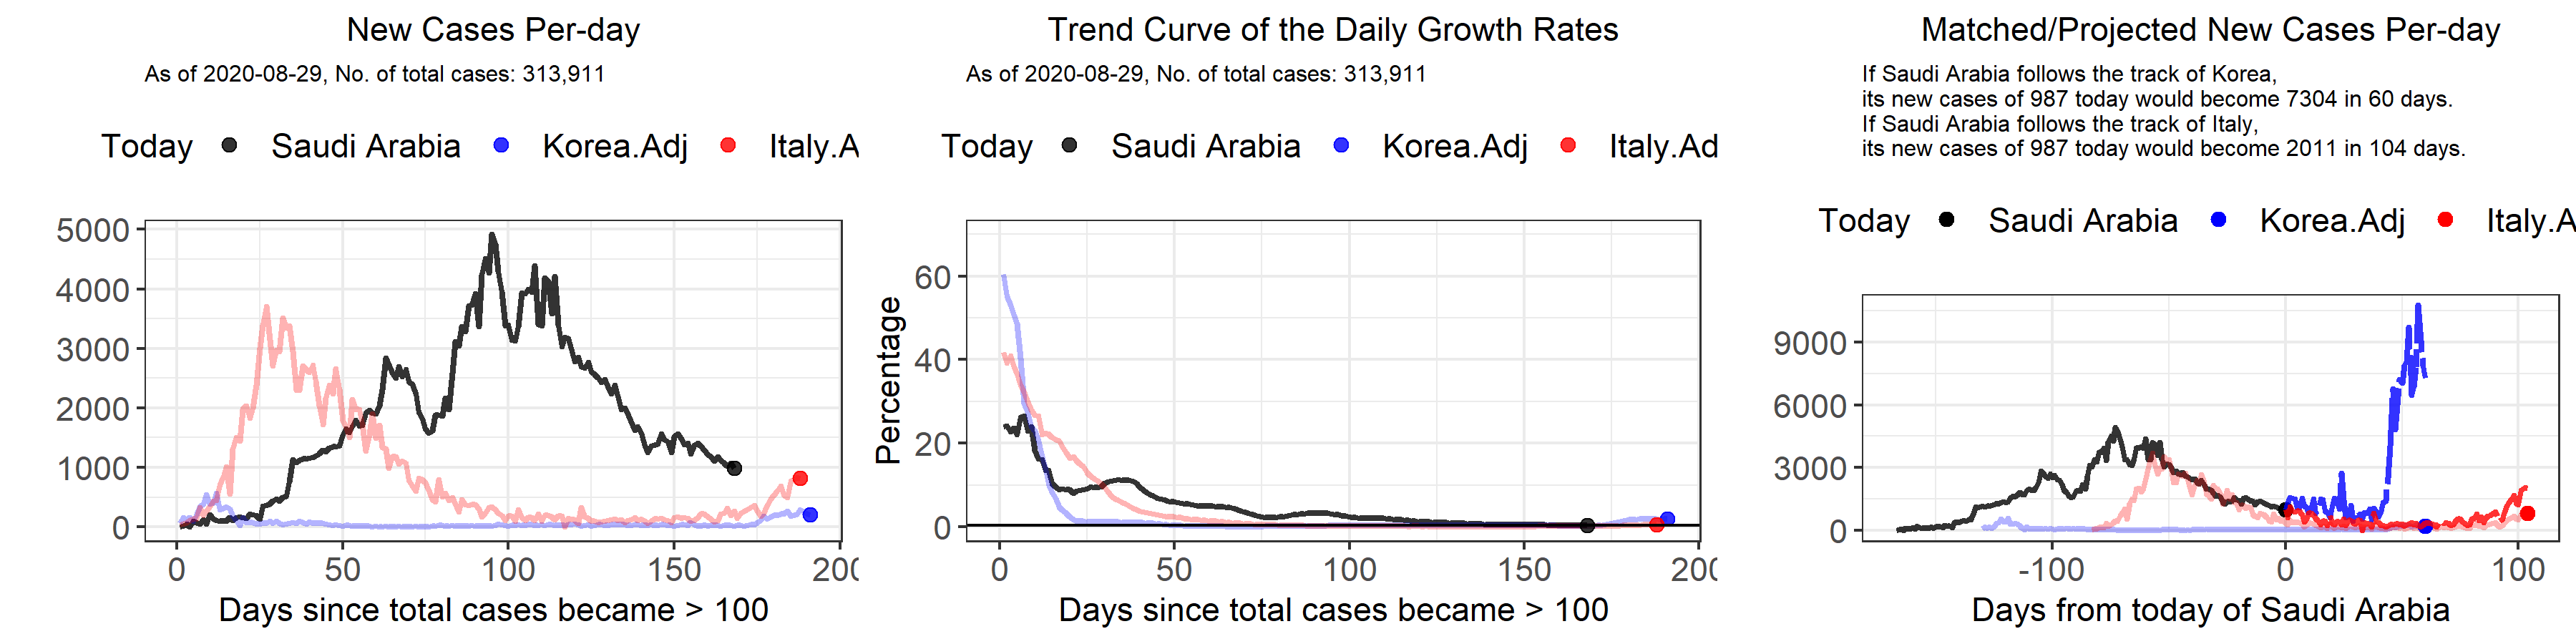 New Cases Per-day
As of 2020-08-29, No. of total cases: 313,911
Today Saudi Arabia Korea.Adj Italy.A
5000
4000
3000
2000
1000
0
0 50 100 150 200
Days since total cases became > 100
Trend Curve of the Daily Growth Rates
As of 2020-08-29, No. of total cases: 313,911
Today Saudi Arabia Korea.Adj Italy.Ad
Percentage
60
40
20
0
0 50 100 150 200
Days since total cases became > 100
Matched/Projected New Cases Per-day
If Saudi Arabia follows the track of Korea,
its new cases of 987 today would become 7304 in 60 days.
If Saudi Arabia follows the track of Italy,
its new cases of 987 today would become 2011 in 104 days.
Today Saudi Arabia Korea.Adj Italy.A
9000
6000
3000
0
-100 0 100
Days from today of Saudi Arabia